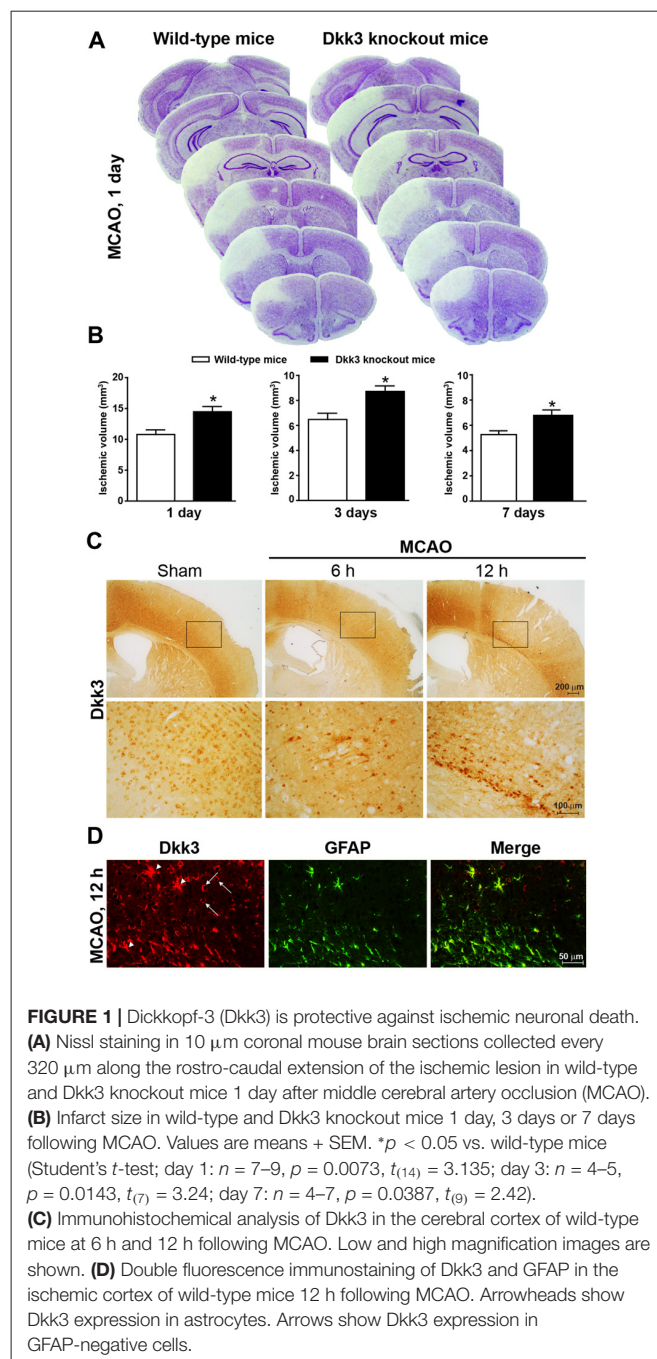 A
Wild-type mice Dkk3 knockout mice
MCAO, 1 day
B
Wild-type mice Dkk3 knockout mice
Ischemic volume (mm³)
20
15
10
5
0
*
1 day
Ischemic volume (mm³)
10
8
6
4
2
0
*
3 days
Ischemic volume (mm³)
10
8
6
4
2
0
*
7 days
C
MCAO
Sham 6 h 12 h
Dkk3
200 µm
100 µm
D
Dkk3 GFAP Merge
MCAO, 12 h
50 µm
FIGURE 1 | Dickkopf-3 (Dkk3) is protective against ischemic neuronal death.
(A) Nissl staining in 10 µm coronal mouse brain sections collected every
320 µm along the rostro-caudal extension of the ischemic lesion in wild-type
and Dkk3 knockout mice 1 day after middle cerebral artery occlusion (MCAO).
(B) Infarct size in wild-type and Dkk3 knockout mice 1 day, 3 days or 7 days
following MCAO. Values are means + SEM. *p < 0.05 vs. wild-type mice
(Student's t-test; day 1: n = 7–9, p = 0.0073, t(14) = 3.135; day 3: n = 4–5,
p = 0.0143, t(7) = 3.24; day 7: n = 4–7, p = 0.0387, t(9) = 2.42).
(C) Immunohistochemical analysis of Dkk3 in the cerebral cortex of wild-type
mice at 6 h and 12 h following MCAO. Low and high magnification images are
shown. (D) Double fluorescence immunostaining of Dkk3 and GFAP in the
ischemic cortex of wild-type mice 12 h following MCAO. Arrowheads show
Dkk3 expression in astrocytes. Arrows show Dkk3 expression in
GFAP-negative cells.